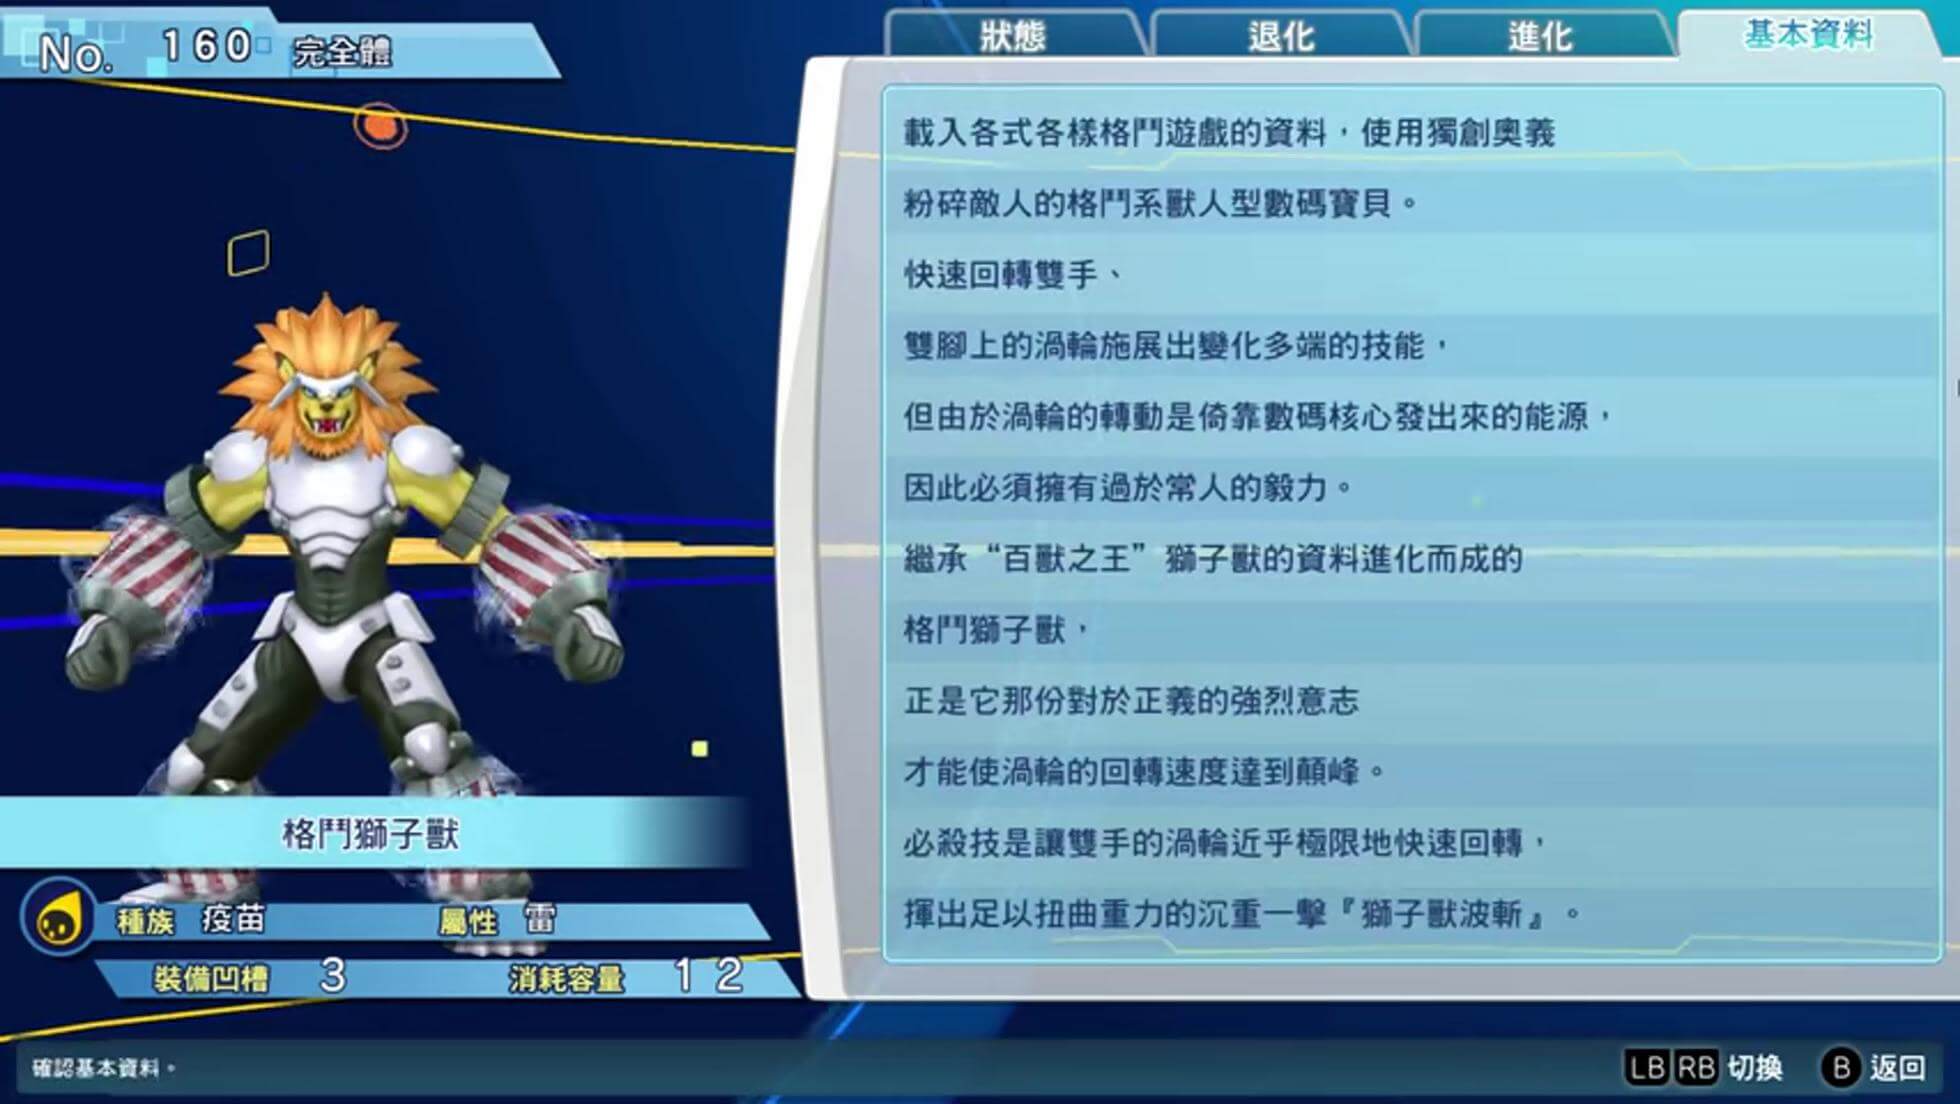 No. 160 完全體
狀態 退化 進化 基本資料
載入各式各樣格鬥遊戲的資料，使用獨創奧義
粉碎敵人的格鬥系獸人型數碼寶貝。
快速回轉雙手、
雙腳上的渦輪施展出變化多端的技能，
但由於渦輪的轉動是倚靠數碼核心發出來的能源，
因此必須擁有過於常人的毅力。
繼承“百獸之王”獅子獸的資料進化而成的
格鬥獅子獸，
正是它那份對於正義的強烈意志
才能使渦輪的回轉速度達到顛峰。
必殺技是讓雙手的渦輪近乎極限地快速回轉，
揮出足以扭曲重力的沉重一擊『獅子獸波斬』。
格鬥獅子獸
種族 疫苗 屬性 雷
裝備凹槽 3 消耗容量 12
確認基本資料。
LB RB 切換 B 返回